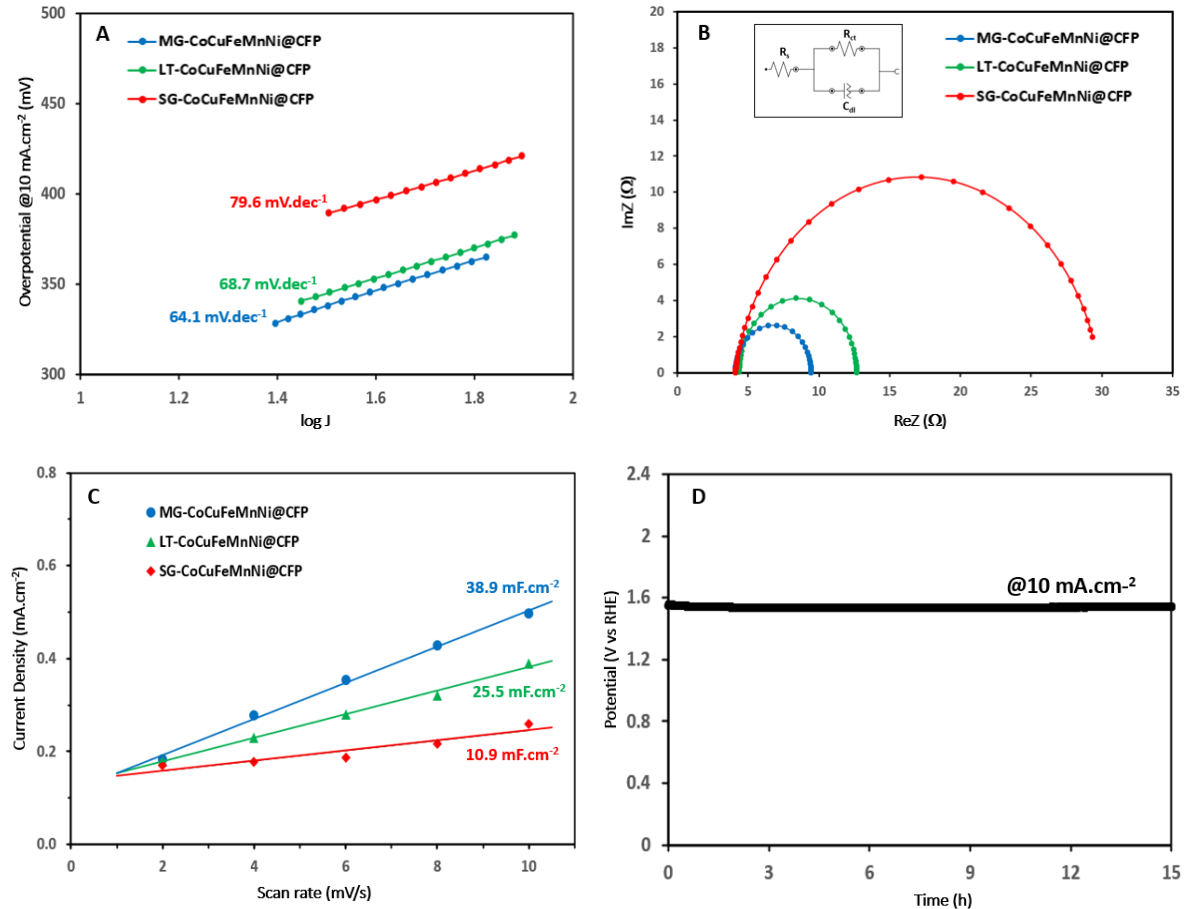 A
MG-CoCuFeMnNi@CFP
LT-CoCuFeMnNi@CFP
SG-CoCuFeMnNi@CFP
79.6 mV.dec⁻¹
68.7 mV.dec⁻¹
64.1 mV.dec⁻¹
Overpotential @10 mA.cm⁻² (mV)
500
450
400
350
300
1
1.2
1.4
1.6
1.8
2
log J
B
Rₛ
R_ct
C_dl
MG-CoCuFeMnNi@CFP
LT-CoCuFeMnNi@CFP
SG-CoCuFeMnNi@CFP
ImZ (Ω)
20
18
16
14
12
10
8
6
4
2
0
0
5
10
15
20
25
30
35
ReZ (Ω)
C
MG-CoCuFeMnNi@CFP
LT-CoCuFeMnNi@CFP
SG-CoCuFeMnNi@CFP
38.9 mF.cm⁻²
25.5 mF.cm⁻²
10.9 mF.cm⁻²
Current Density (mA.cm⁻²)
0.8
0.6
0.4
0.2
0.0
0
2
4
6
8
10
Scan rate (mV/s)
D
@10 mA.cm-²
Potential (V vs RHE)
2.4
2
1.6
1.2
0.8
0.4
0
0
3
6
9
12
15
Time (h)